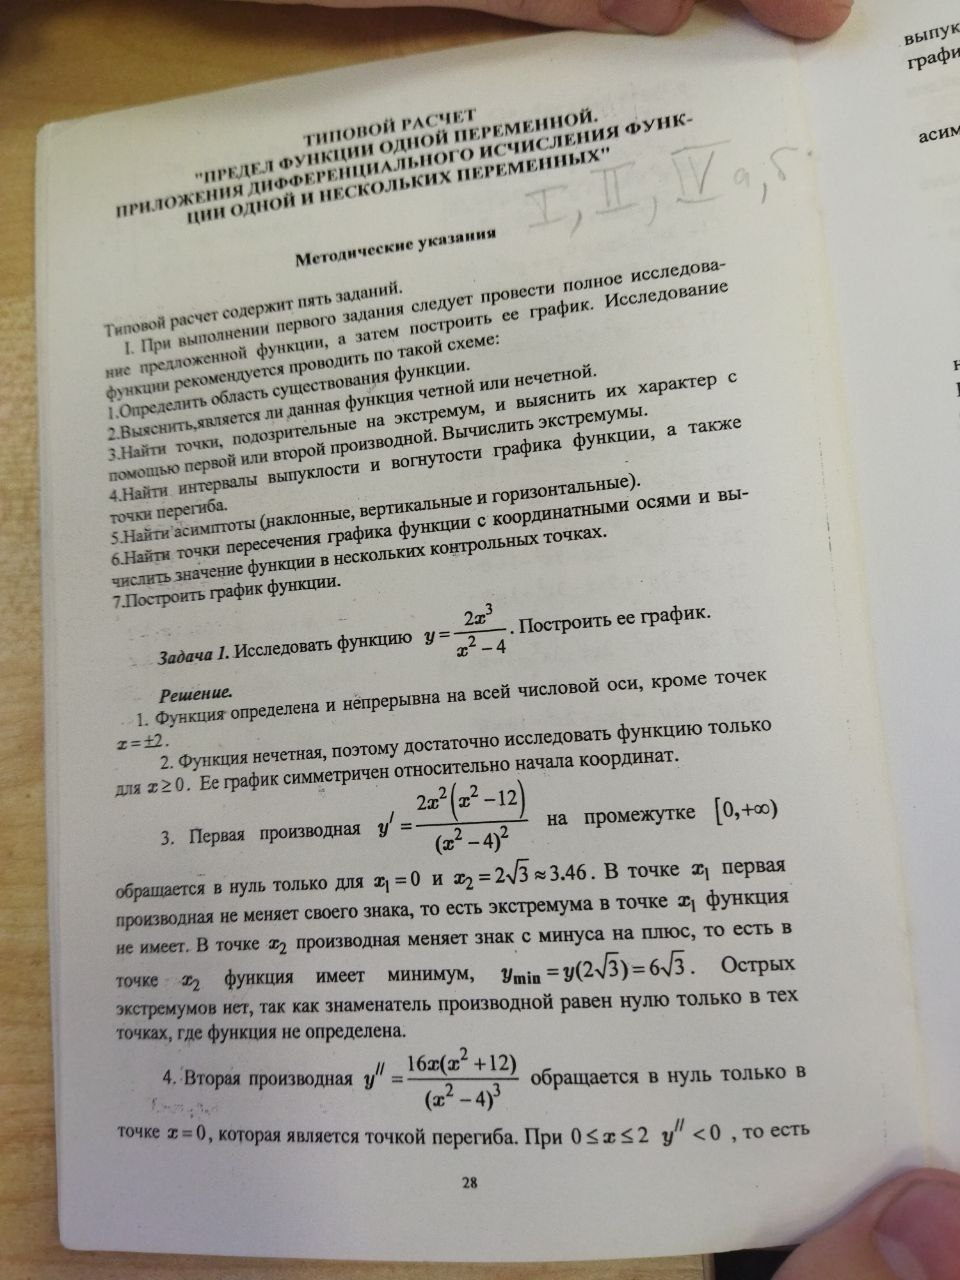 ТИПОВОЙ РАСЧЕТ
"ПРЕДЕЛ ФУНКЦИИ ОДНОЙ ПЕРЕМЕННОЙ.
ПРИЛОЖЕНИЯ ДИФФЕРЕНЦИАЛЬНОГО ИСЧИСЛЕНИЯ ФУНК-
ЦИИ ОДНОЙ И НЕСКОЛЬКИХ ПЕРЕМЕННЫХ"
I, II, IV а, б
Методические указания
Типовой расчет содержит пять заданий.
I. При выполнении первого задания следует провести полное исследова-
ние предложенной функции, а затем построить ее график. Исследование
функции рекомендуется проводить по такой схеме:
1.Определить область существования функции.
2.Выяснить,является ли данная функция четной или нечетной.
3.Найти точки, подозрительные на экстремум, и выяснить их характер с
помощью первой или второй производной. Вычислить экстремумы.
4.Найти интервалы выпуклости и вогнутости графика функции, а также
точки перегиба.
5.Найти асимптоты (наклонные, вертикальные и горизонтальные).
6.Найти точки пересечения графика функции с координатными осями и вы-
числить значение функции в нескольких контрольных точках.
7.Построить график функции.
Задача 1. Исследовать функцию y = 2x³ / (x² – 4). Построить ее график.
Решение.
1. Функция определена и непрерывна на всей числовой оси, кроме точек
x = ±2.
2. Функция нечетная, поэтому достаточно исследовать функцию только
для x ≥ 0. Ее график симметричен относительно начала координат.
3. Первая производная y′ = 2x²(x² – 12) / (x² – 4)² на промежутке [0,+∞)
обращается в нуль только для x₁ = 0 и x₂ = 2√3 ≈ 3.46. В точке x₁ первая
производная не меняет своего знака, то есть экстремума в точке x₁ функция
не имеет. В точке x₂ производная меняет знак с минуса на плюс, то есть в
точке x₂ функция имеет минимум, y_min = y(2√3) = 6√3. Острых
экстремумов нет, так как знаменатель производной равен нулю только в тех
точках, где функция не определена.
4. Вторая производная y″ = 16x(x² + 12) / (x² – 4)³ обращается в нуль только в
точке x = 0, которая является точкой перегиба. При 0 ≤ x ≤ 2 y″ < 0 , то есть
28
выпук
графи
асим